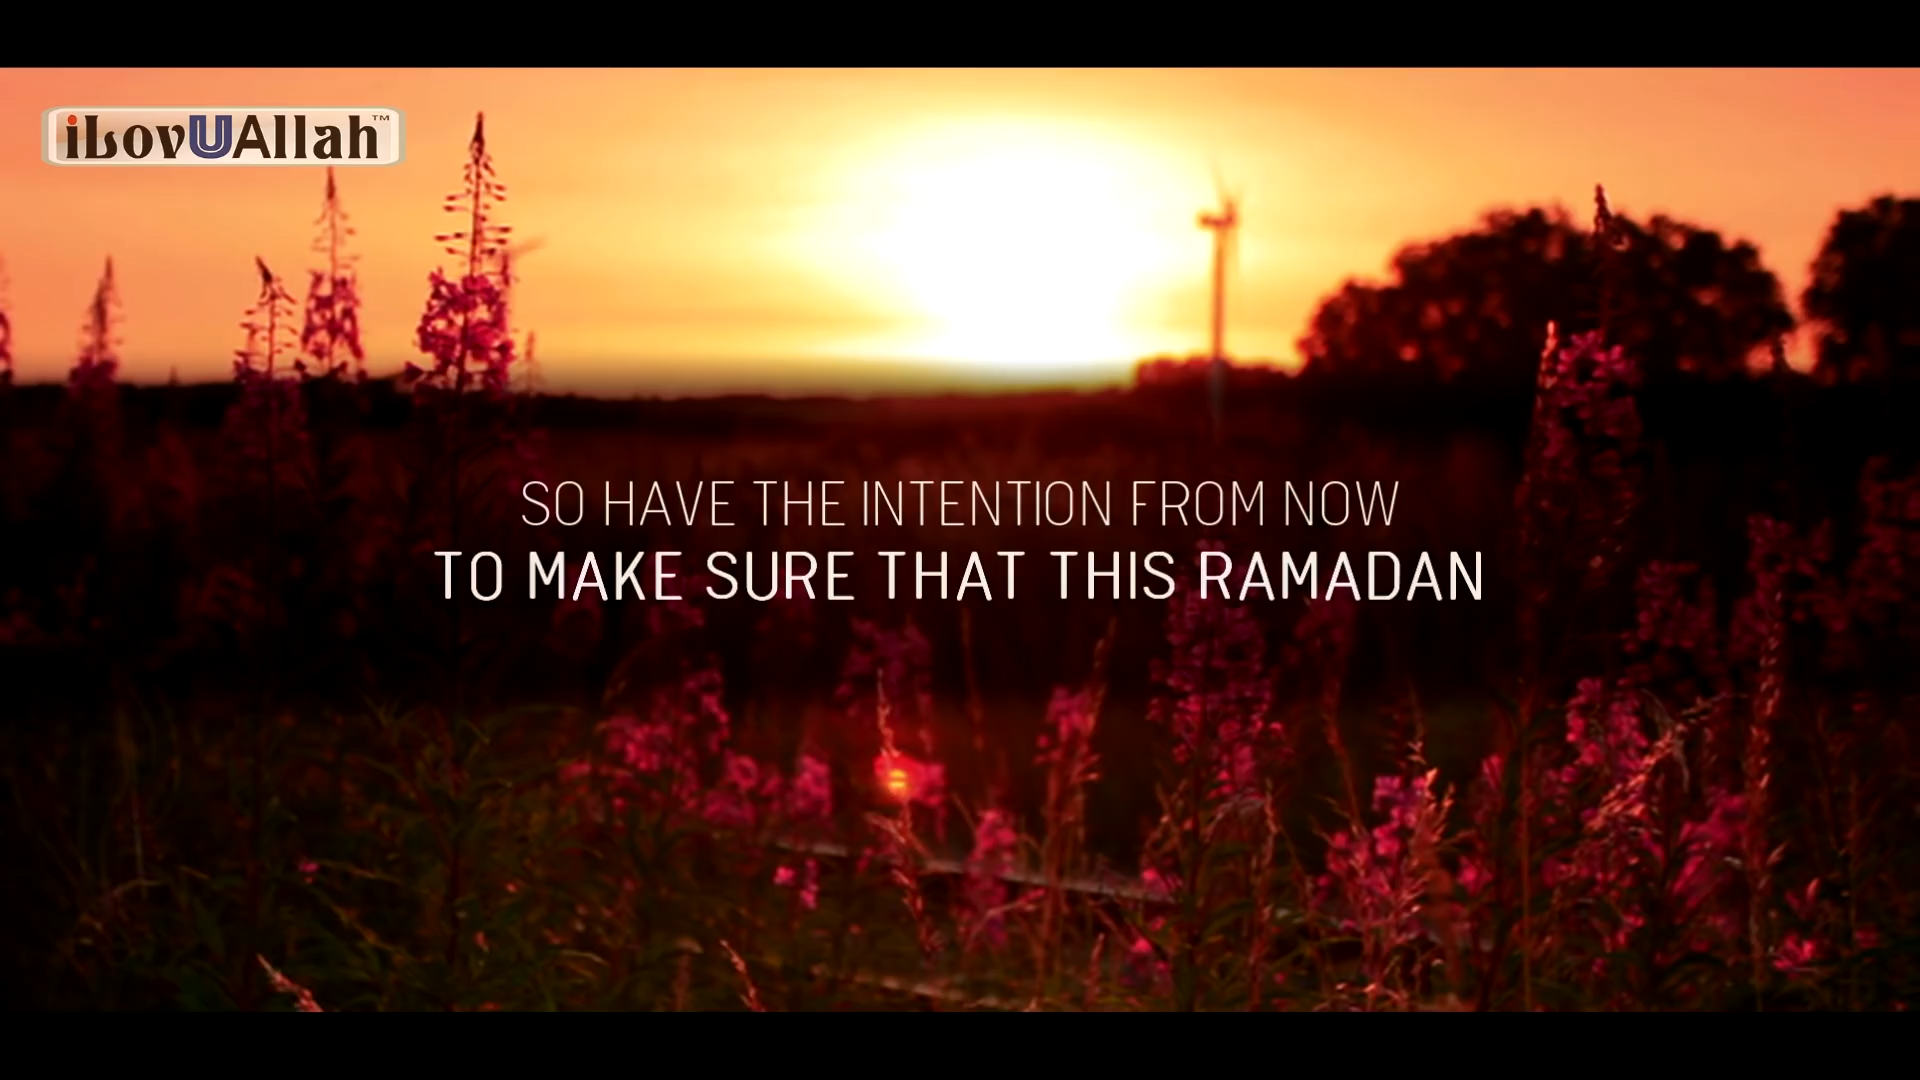 iLovUAllah™
SO HAVE THE INTENTION FROM NOW
TO MAKE SURE THAT THIS RAMADAN